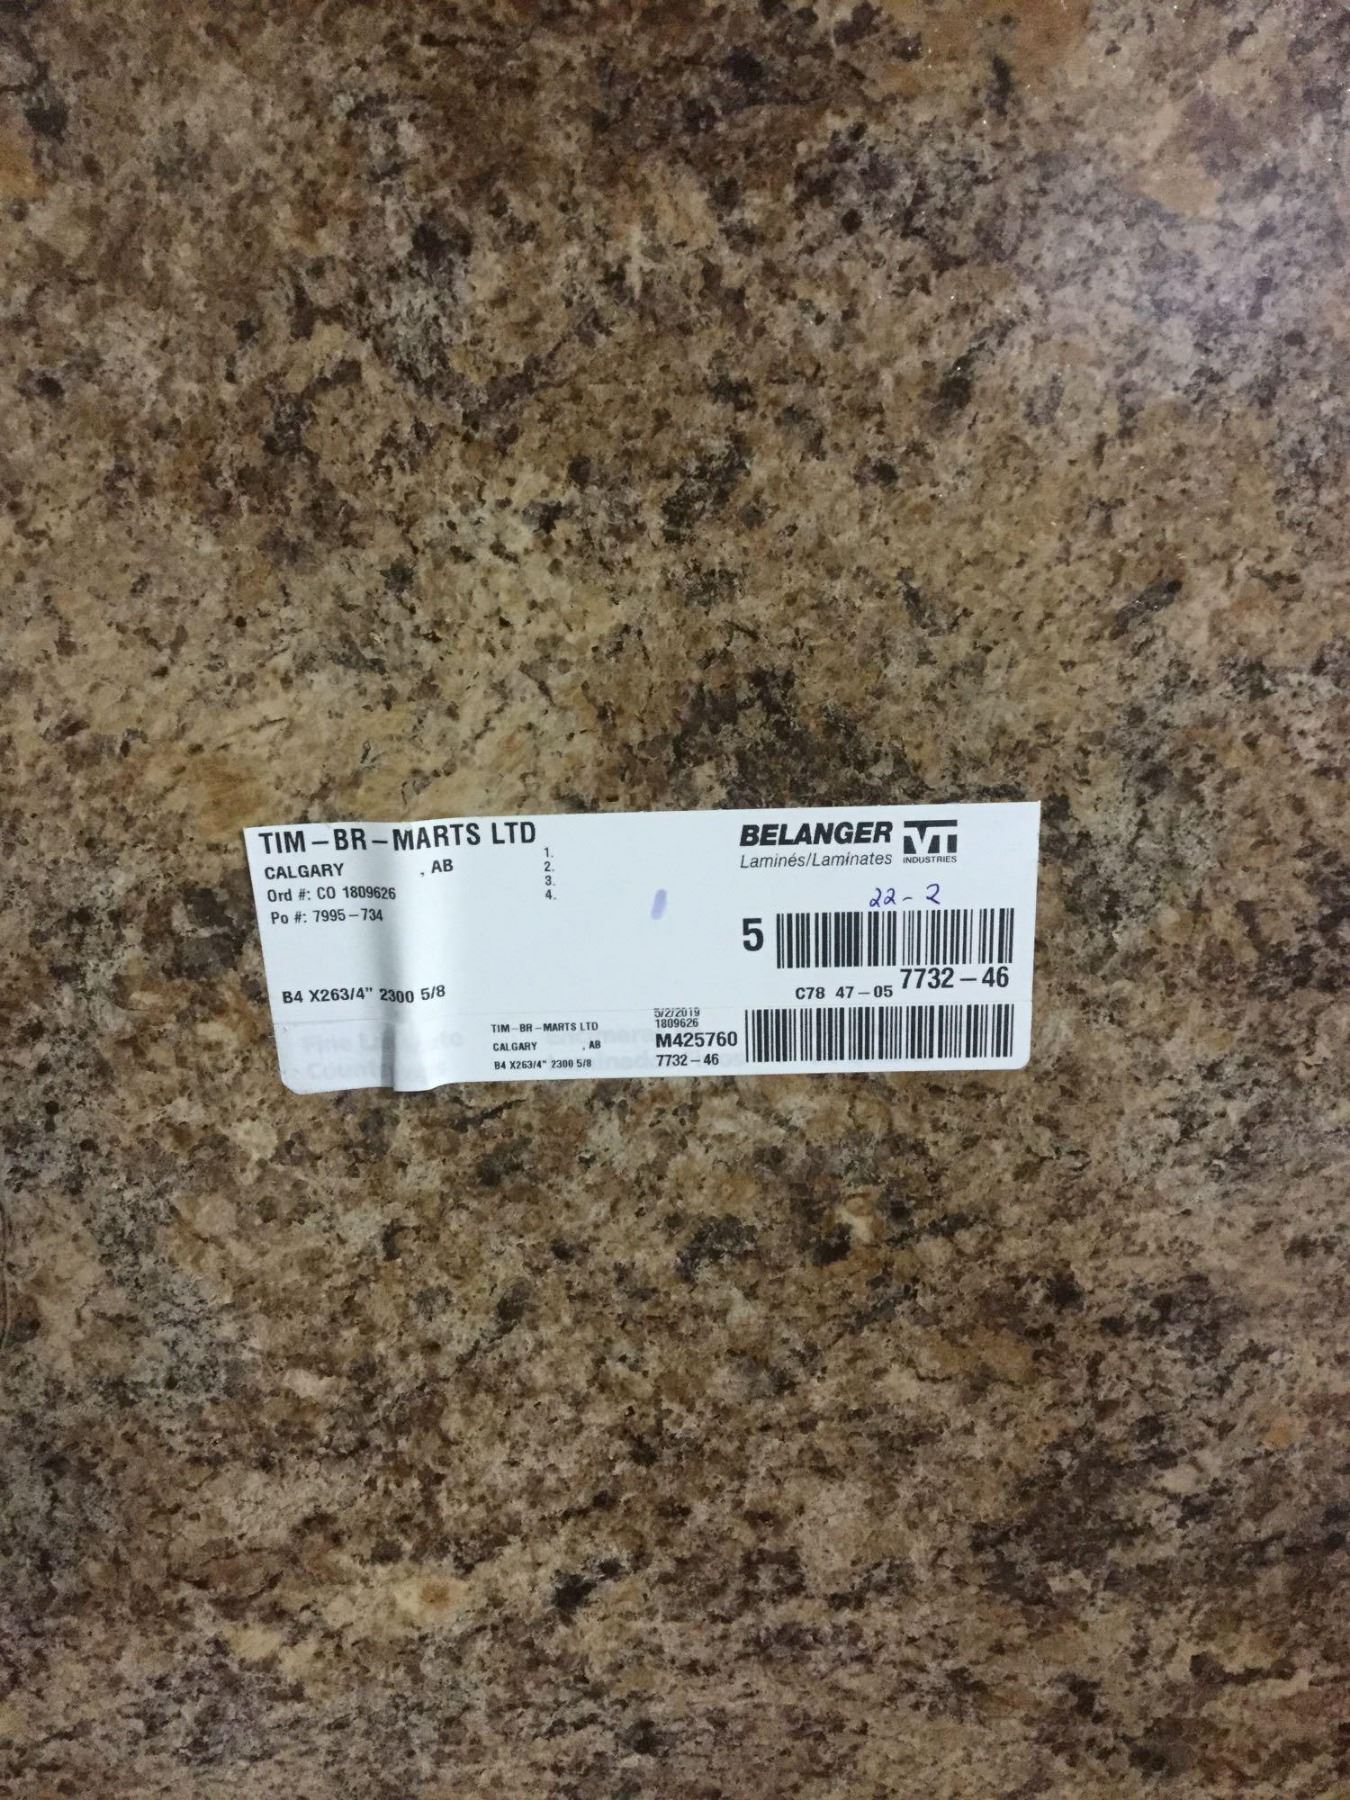 TIM-BR-MARTS LTD
CALGARY , AB
Ord #: CO 1809626
Po #: 7995-734
1.
2.
3.
4.
B4 X263/4" 2300 5/8
BELANGER VT
Laminés/Laminates INDUSTRIES
22-2
5
7732-46
C78 47-05
TIM-BR-MARTS LTD
CALGARY , AB
B4 X263/4" 2300 5/8
5/2/2019
1809626
M425760
7732-46